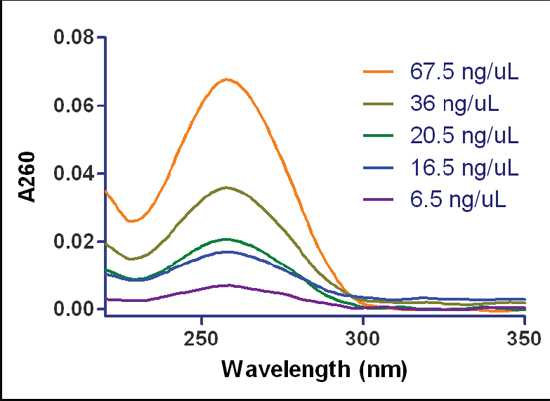 0.08
0.06
0.04
0.02
0.00
A260
67.5 ng/uL
36 ng/uL
20.5 ng/uL
16.5 ng/uL
6.5 ng/uL
250
300
350
Wavelength (nm)